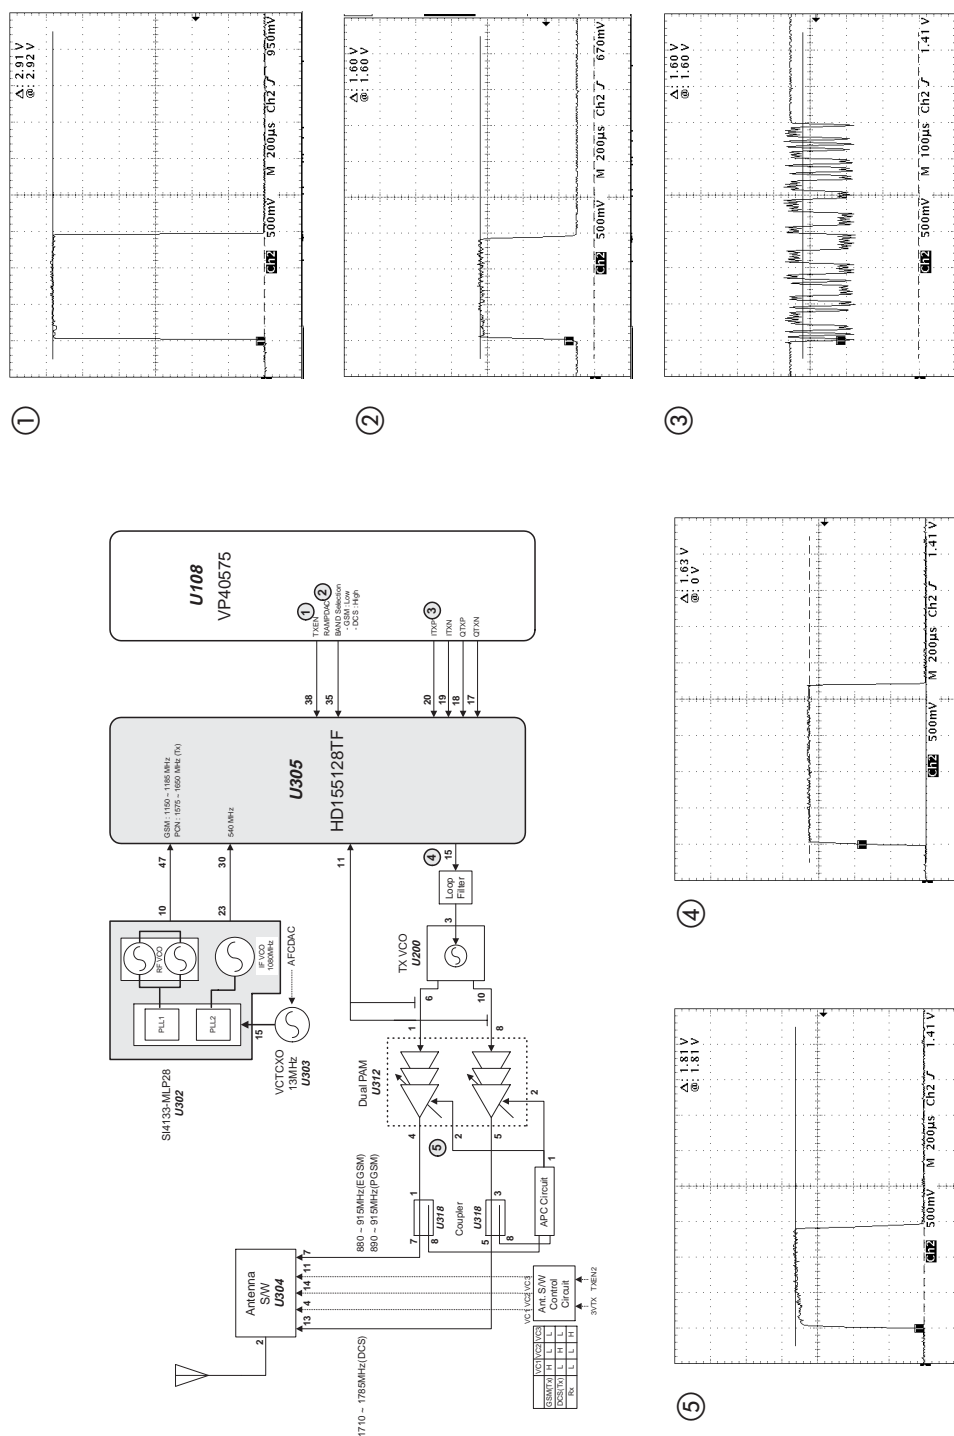 ①
Δ: 2.91 V
@: 2.92 V
Ch2 500mV M 200µs Ch2 950mV
②
Δ: 1.60 V
@: 1.60 V
Ch2 500mV M 200µs Ch2 670mV
③
Δ: 1.60 V
@: 1.60 V
Ch2 500mV M 100µs Ch2 1.41 V
④
Δ: 1.63 V
@: 0 V
Ch2 500mV M 200µs Ch2 1.41 V
⑤
Δ: 1.81 V
@: 1.81 V
Ch2 500mV M 200µs Ch2 1.41 V
U108
VP40575
TXEN ①
RAMPDAC ②
BAND Selection
- GSM : Low
- DCS : High
ITXP ③
ITXN
QTXP
QTXN
38
35
20
19
18
17
U305
HD155128TF
GSM : 1150 ~ 1185 MHz
PCN : 1575 ~ 1650 MHz (Tx)
540 MHz
47
30
11
15
④
10
23
RF VCO
IF VCO
1080MHz
PLL1
PLL2
15
AFCDAC
SI4133-MLP28
U302
VCTCXO
13MHz
U303
Loop
Filter
3
TX VCO
U200
6
10
1
8
Dual PAM
U312
4
2
5
2
⑤
880 ~ 915MHz(EGSM)
890 ~ 915MHz(PGSM)
1
7
8
U318
Coupler
U318
3
5
8
APC Circuit
1
Antenna
S/W
U304
2
7
11
14
4
13
1710 ~ 1785MHz(DCS)
VC1 VC2 VC3
Ant. S/W
Control
Circuit
3VTX TXEN2
VC1 VC2 VC3
GSM(Tx) H L L
DCS(Tx) L H L
Rx L L H